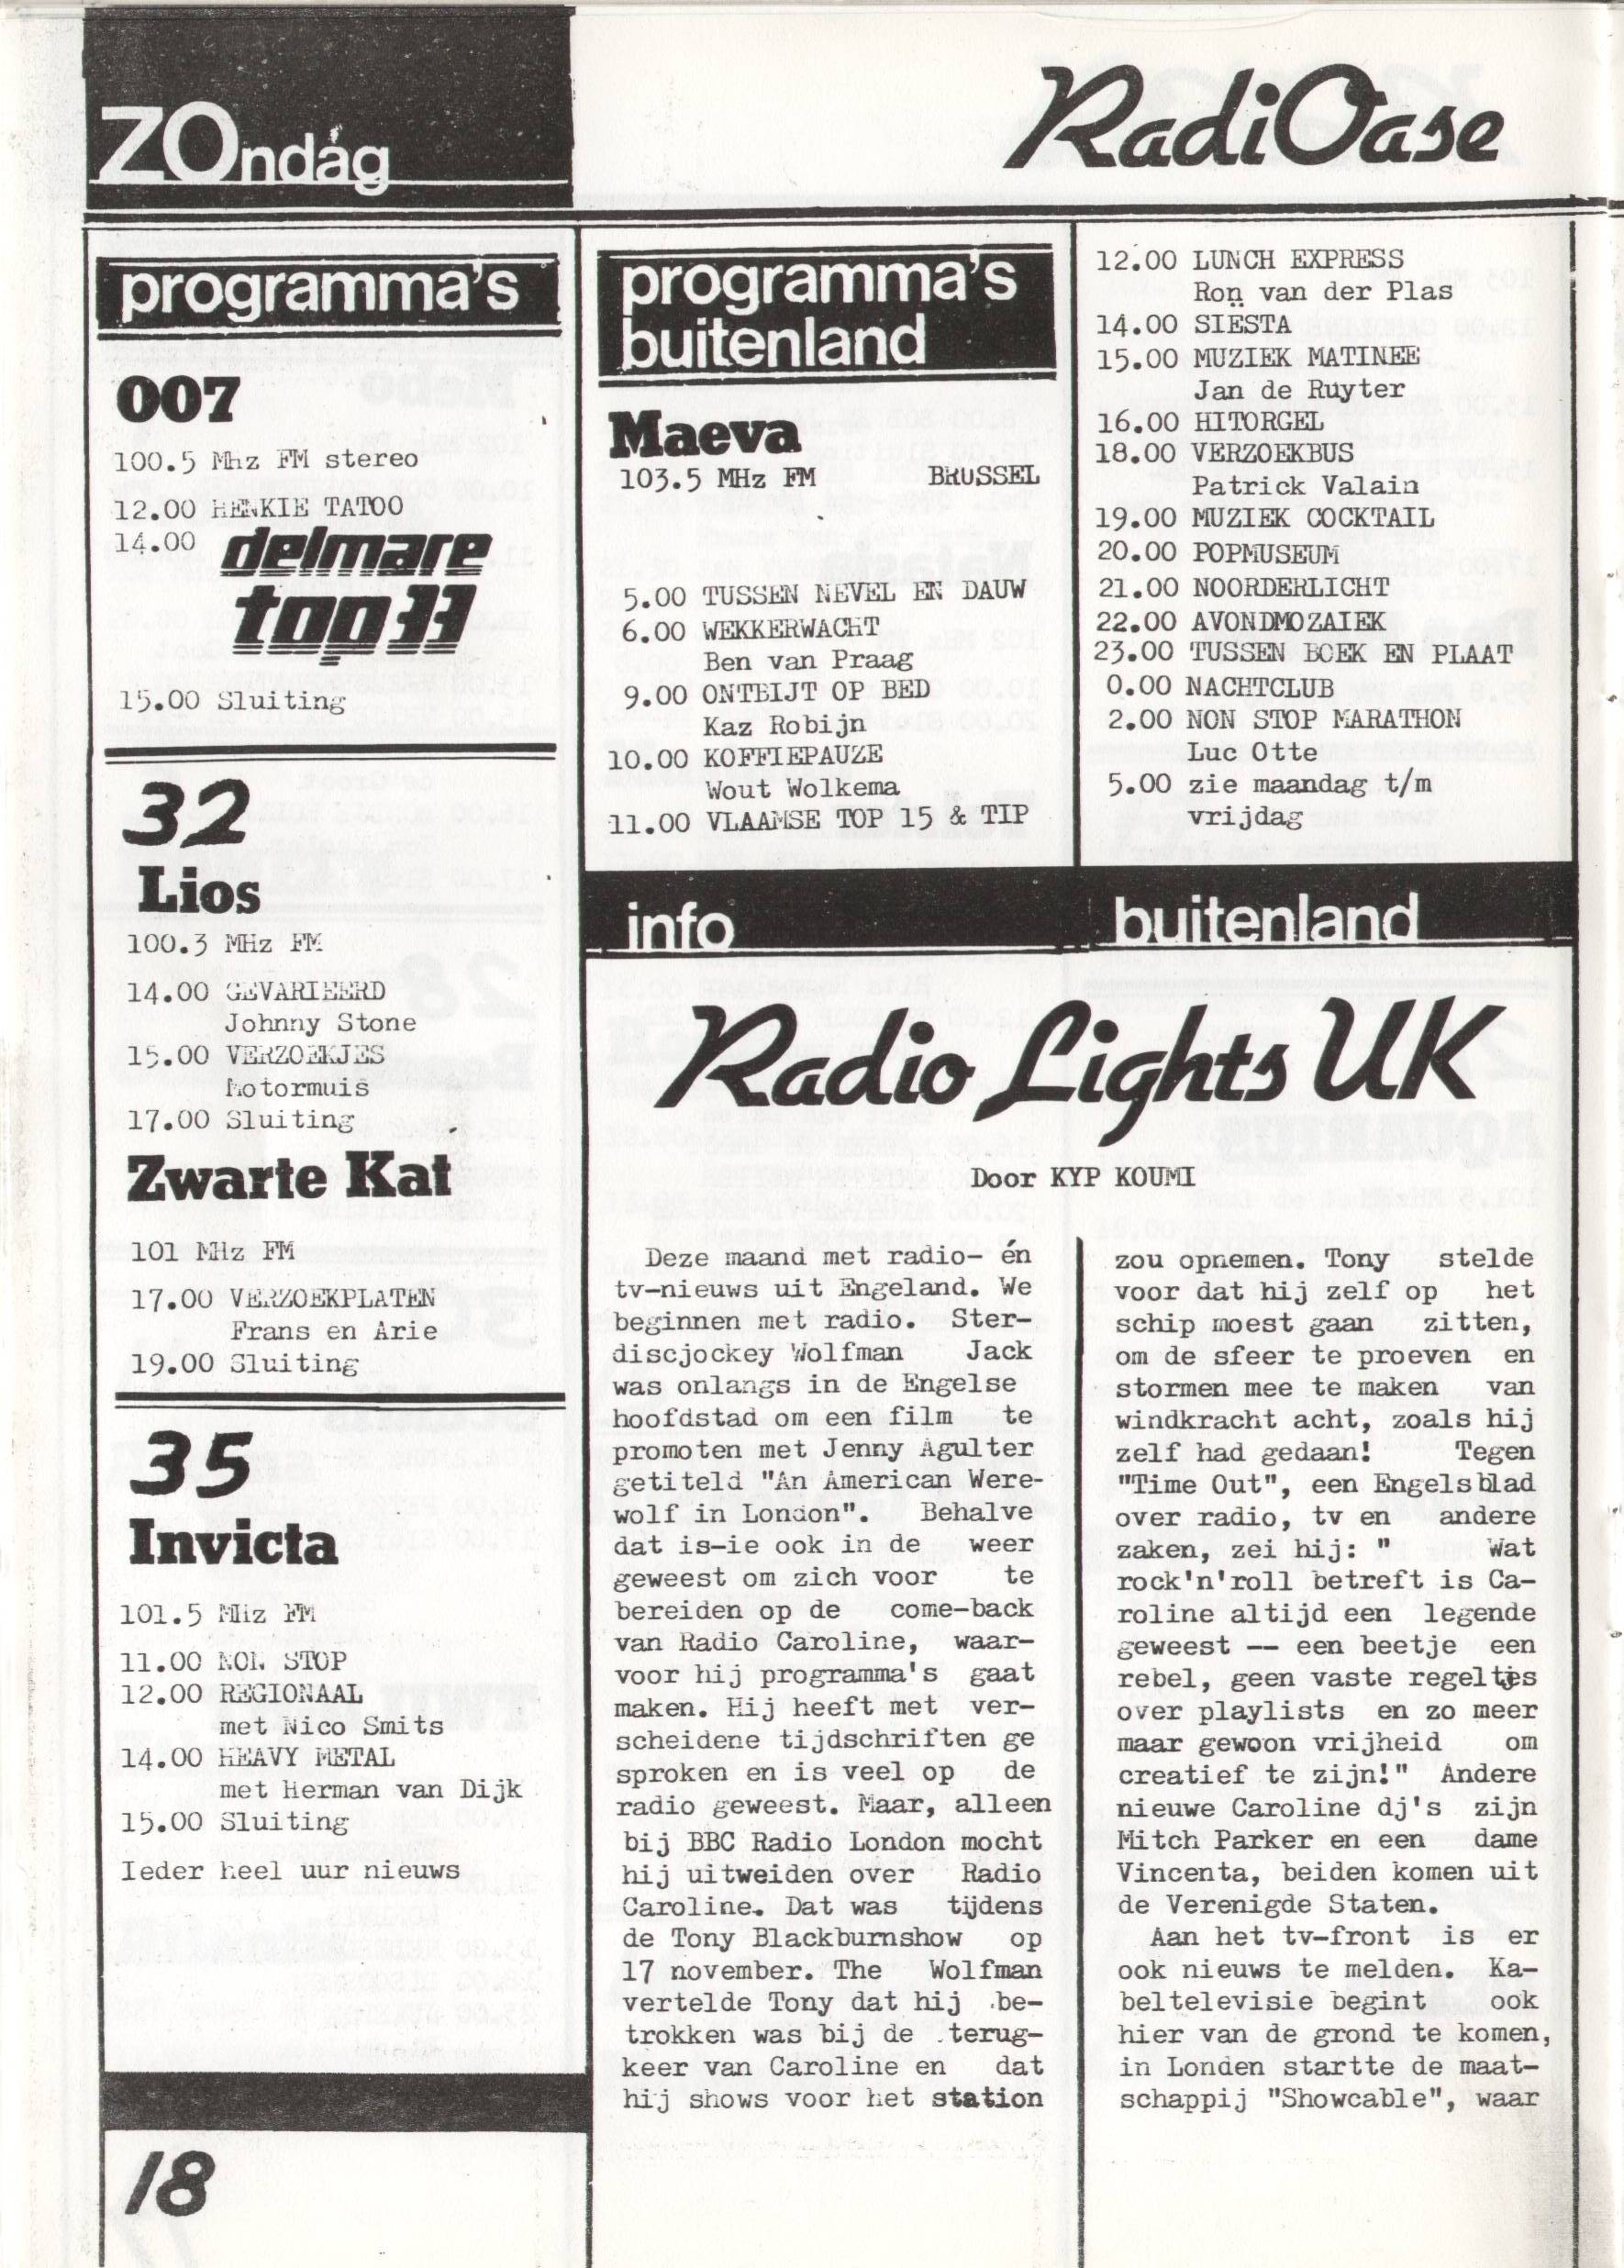 ZOndág
RadiOase
programma's
007
100.5 Mhz FM stereo
12.00 HENKIE TATOO
14.00 delmare
top 33
15.00 Sluiting
32
Lios
100.3 MHz FM
14.00 GEVARIEERD
Johnny Stone
15.00 VERZOEKJES
Motormuis
17.00 Sluiting
Zwarte Kat
101 MHz FM
17.00 VERZOEKPLATEN
Frans en Arie
19.00 Sluiting
35
Invicta
101.5 MHz FM
11.00 NON STOP
12.00 REGIONAAL
met Nico Smits
14.00 HEAVY METAL
met Herman van Dijk
15.00 Sluiting
Ieder heel uur nieuws
18
programma's
buitenland
Maeva
103.5 MHz FM BRUSSEL
5.00 TUSSEN NEVEL EN DAUW
6.00 WEKKERWACHT
Ben van Praag
9.00 ONTBIJT OP BED
Kaz Robijn
10.00 KOFFIEPAUZE
Wout Wolkema
11.00 VLAAMSE TOP 15 & TIP
12.00 LUNCH EXPRESS
Ron van der Plas
14.00 SIESTA
15.00 MUZIEK MATINEE
Jan de Ruyter
16.00 HITORGEL
18.00 VERZOEKBUS
Patrick Valain
19.00 MUZIEK COCKTAIL
20.00 POPMUSEUM
21.00 NOORDERLICHT
22.00 AVONDMOZAIEK
23.00 TUSSEN BOEK EN PLAAT
0.00 NACHTCLUB
2.00 NON STOP MARATHON
Luc Otte
5.00 zie maandag t/m
vrijdag
info buitenland
Radio Lights UK
Door KYP KOUMI
Deze maand met radio- én
tv-nieuws uit Engeland. We
beginnen met radio. Ster-
discjockey Wolfman Jack
was onlangs in de Engelse
hoofdstad om een film te
promoten met Jenny Agulter
getiteld "An American Were-
wolf in London". Behalve
dat is-ie ook in de weer
geweest om zich voor te
bereiden op de come-back
van Radio Caroline, waar-
voor hij programma's gaat
maken. Hij heeft met ver-
scheidene tijdschriften ge
sproken en is veel op de
radio geweest. Maar, alleen
bij BBC Radio London mocht
hij uitweiden over Radio
Caroline. Dat was tijdens
de Tony Blackburnshow op
17 november. The Wolfman
vertelde Tony dat hij be-
trokken was bij de terug-
keer van Caroline en dat
hij shows voor het station
zou opnemen. Tony stelde
voor dat hij zelf op het
schip moest gaan zitten,
om de sfeer te proeven en
stormen mee te maken van
windkracht acht, zoals hij
zelf had gedaan! Tegen
"Time Out", een Engels blad
over radio, tv en andere
zaken, zei hij: " Wat
rock'n'roll betreft is Ca-
roline altijd een legende
geweest -- een beetje een
rebel, geen vaste regeltjes
over playlists en zo meer
maar gewoon vrijheid om
creatief te zijn!" Andere
nieuwe Caroline dj's zijn
Mitch Parker en een dame
Vincenta, beiden komen uit
de Verenigde Staten.
Aan het tv-front is er
ook nieuws te melden. Ka-
beltelevisie begint ook
hier van de grond te komen,
in Londen startte de maat-
schappij "Showcable", waar